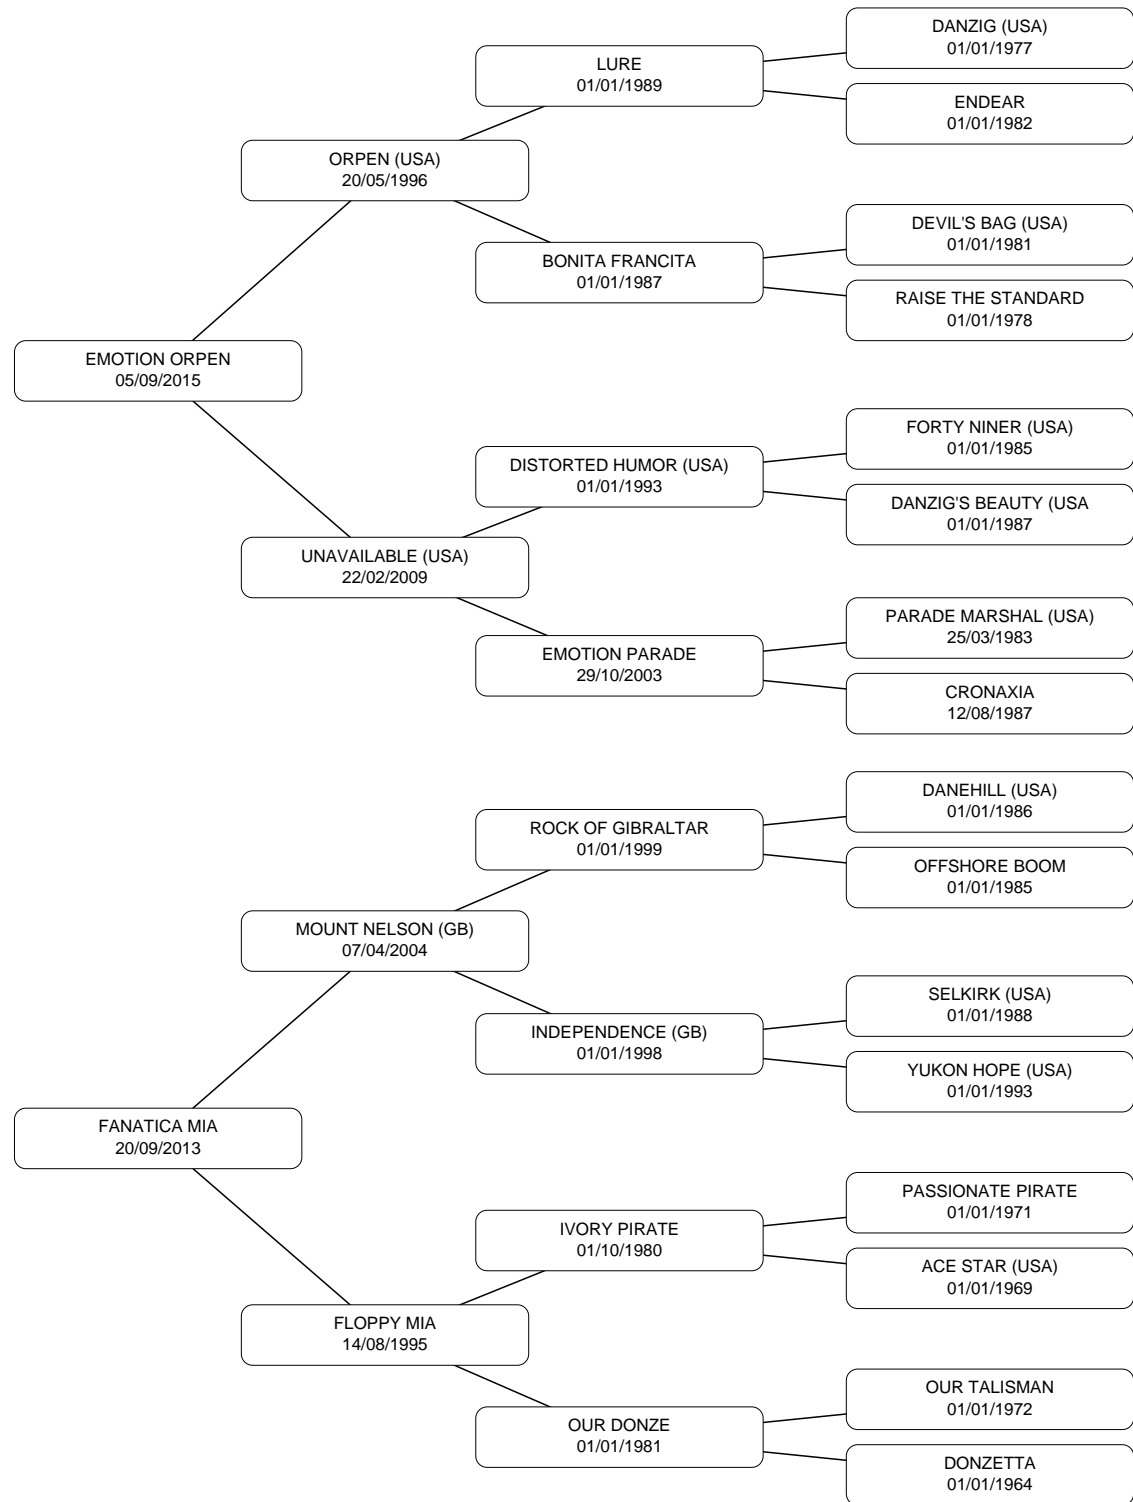 DANZIG (USA)
01/01/1977
LURE
01/01/1989
ENDEAR
01/01/1982
ORPEN (USA)
20/05/1996
DEVIL'S BAG (USA)
01/01/1981
BONITA FRANCITA
01/01/1987
RAISE THE STANDARD
01/01/1978
EMOTION ORPEN
05/09/2015
FORTY NINER (USA)
01/01/1985
DISTORTED HUMOR (USA)
01/01/1993
DANZIG'S BEAUTY (USA
01/01/1987
UNAVAILABLE (USA)
22/02/2009
PARADE MARSHAL (USA)
25/03/1983
EMOTION PARADE
29/10/2003
CRONAXIA
12/08/1987
DANEHILL (USA)
01/01/1986
ROCK OF GIBRALTAR
01/01/1999
OFFSHORE BOOM
01/01/1985
MOUNT NELSON (GB)
07/04/2004
SELKIRK (USA)
01/01/1988
INDEPENDENCE (GB)
01/01/1998
YUKON HOPE (USA)
01/01/1993
FANATICA MIA
20/09/2013
PASSIONATE PIRATE
01/01/1971
IVORY PIRATE
01/10/1980
ACE STAR (USA)
01/01/1969
FLOPPY MIA
14/08/1995
OUR TALISMAN
01/01/1972
OUR DONZE
01/01/1981
DONZETTA
01/01/1964